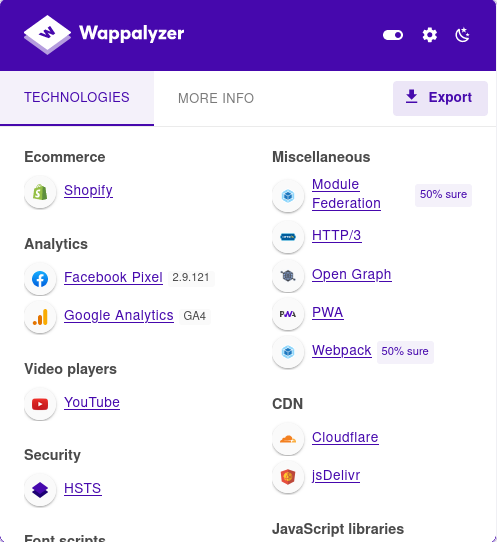 Wappalyzer
TECHNOLOGIES
MORE INFO
Export
Ecommerce
Shopify
Analytics
Facebook Pixel 2.9.121
Google Analytics GA4
Video players
YouTube
Security
HSTS
Font scripts
Miscellaneous
Module
Federation
50% sure
HTTP/3
Open Graph
PWA
PWA
Webpack 50% sure
CDN
Cloudflare
jsDelivr
JavaScript libraries